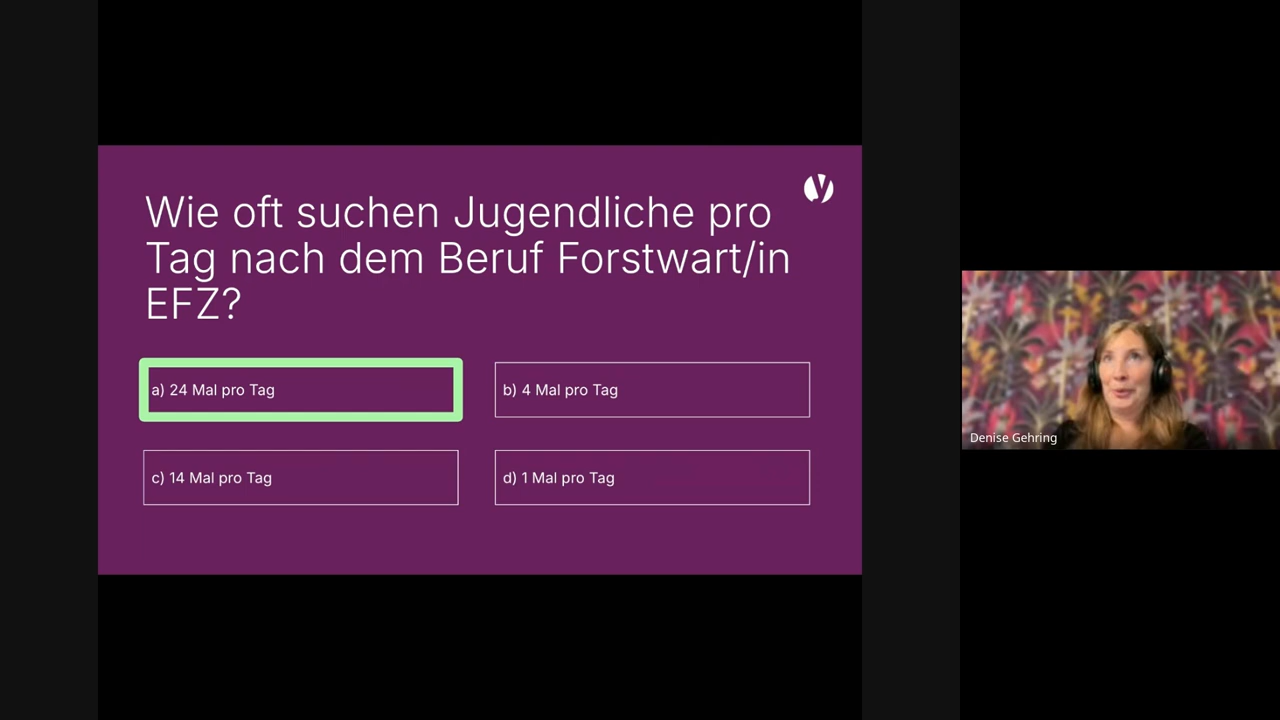 Wie oft suchen Jugendliche pro
Tag nach dem Beruf Forstwart/in
EFZ?
a) 24 Mal pro Tag
b) 4 Mal pro Tag
c) 14 Mal pro Tag
d) 1 Mal pro Tag
Denise Gehring